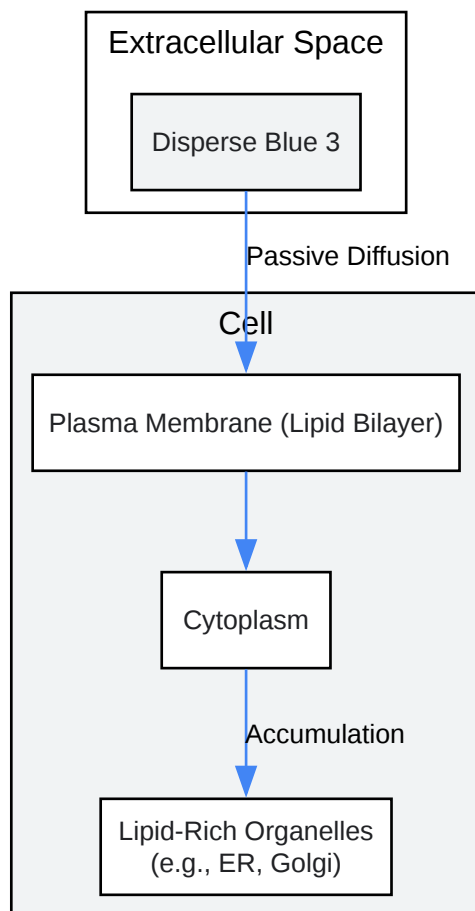 Extracellular Space
Disperse Blue 3
Passive Diffusion
Cell
Plasma Membrane (Lipid Bilayer)
Cytoplasm
Accumulation
Lipid-Rich Organelles
(e.g., ER, Golgi)